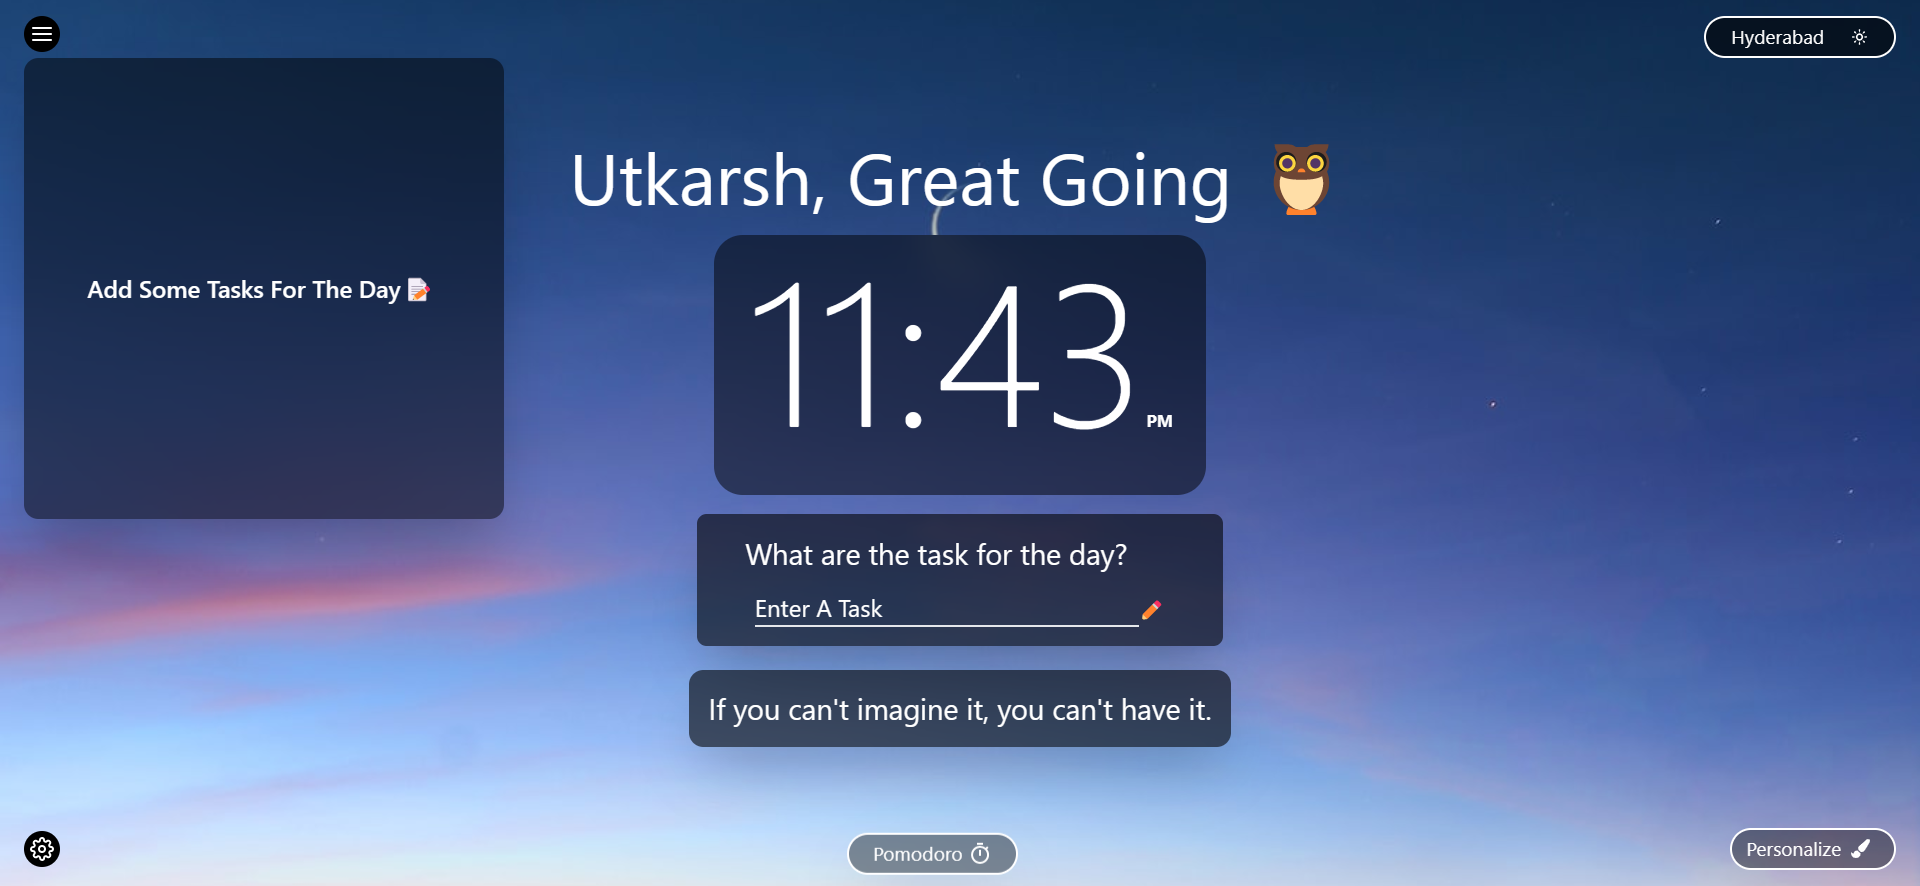 Hyderabad
Add Some Tasks For The Day
Utkarsh, Great Going
11:43 PM
What are the task for the day?
Enter A Task
If you can't imagine it, you can't have it.
Pomodoro
Personalize